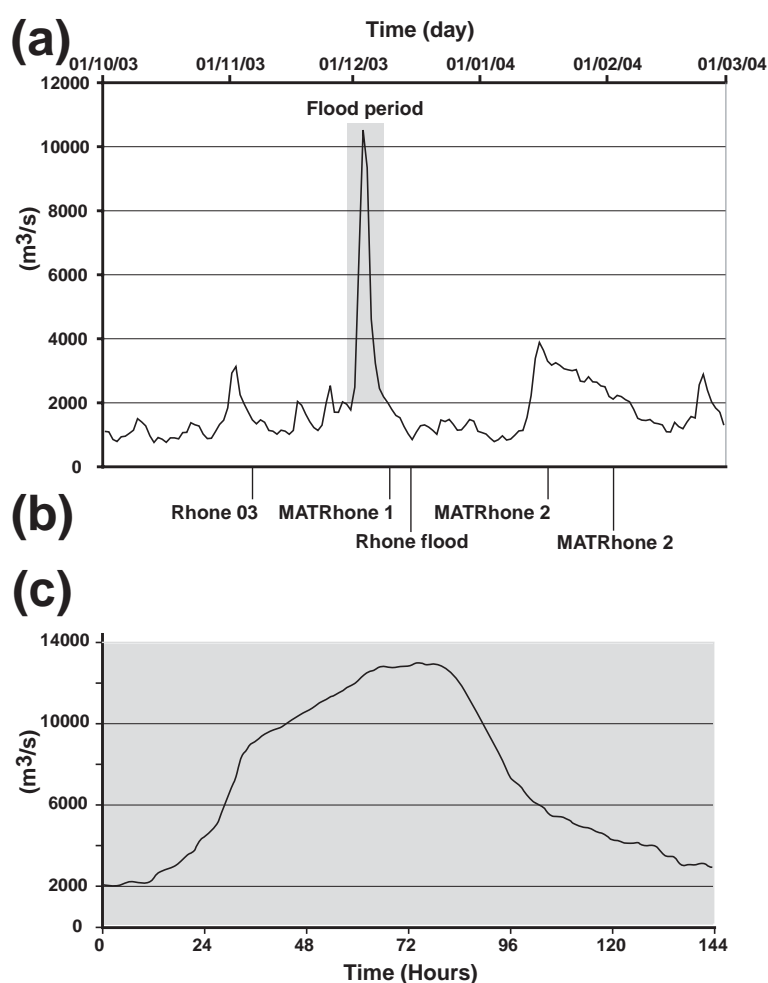 (a)
Time (day)
01/10/03 01/11/03 01/12/03 01/01/04 01/02/04 01/03/04
12000
Flood period
10000
8000
(m3/s)
6000
4000
2000
0
(b)
Rhone 03 MATRhone 1 MATRhone 2
Rhone flood MATRhone 2
(c)
14000
10000
(m3/s)
6000
2000
0
0 24 48 72 96 120 144
Time (Hours)